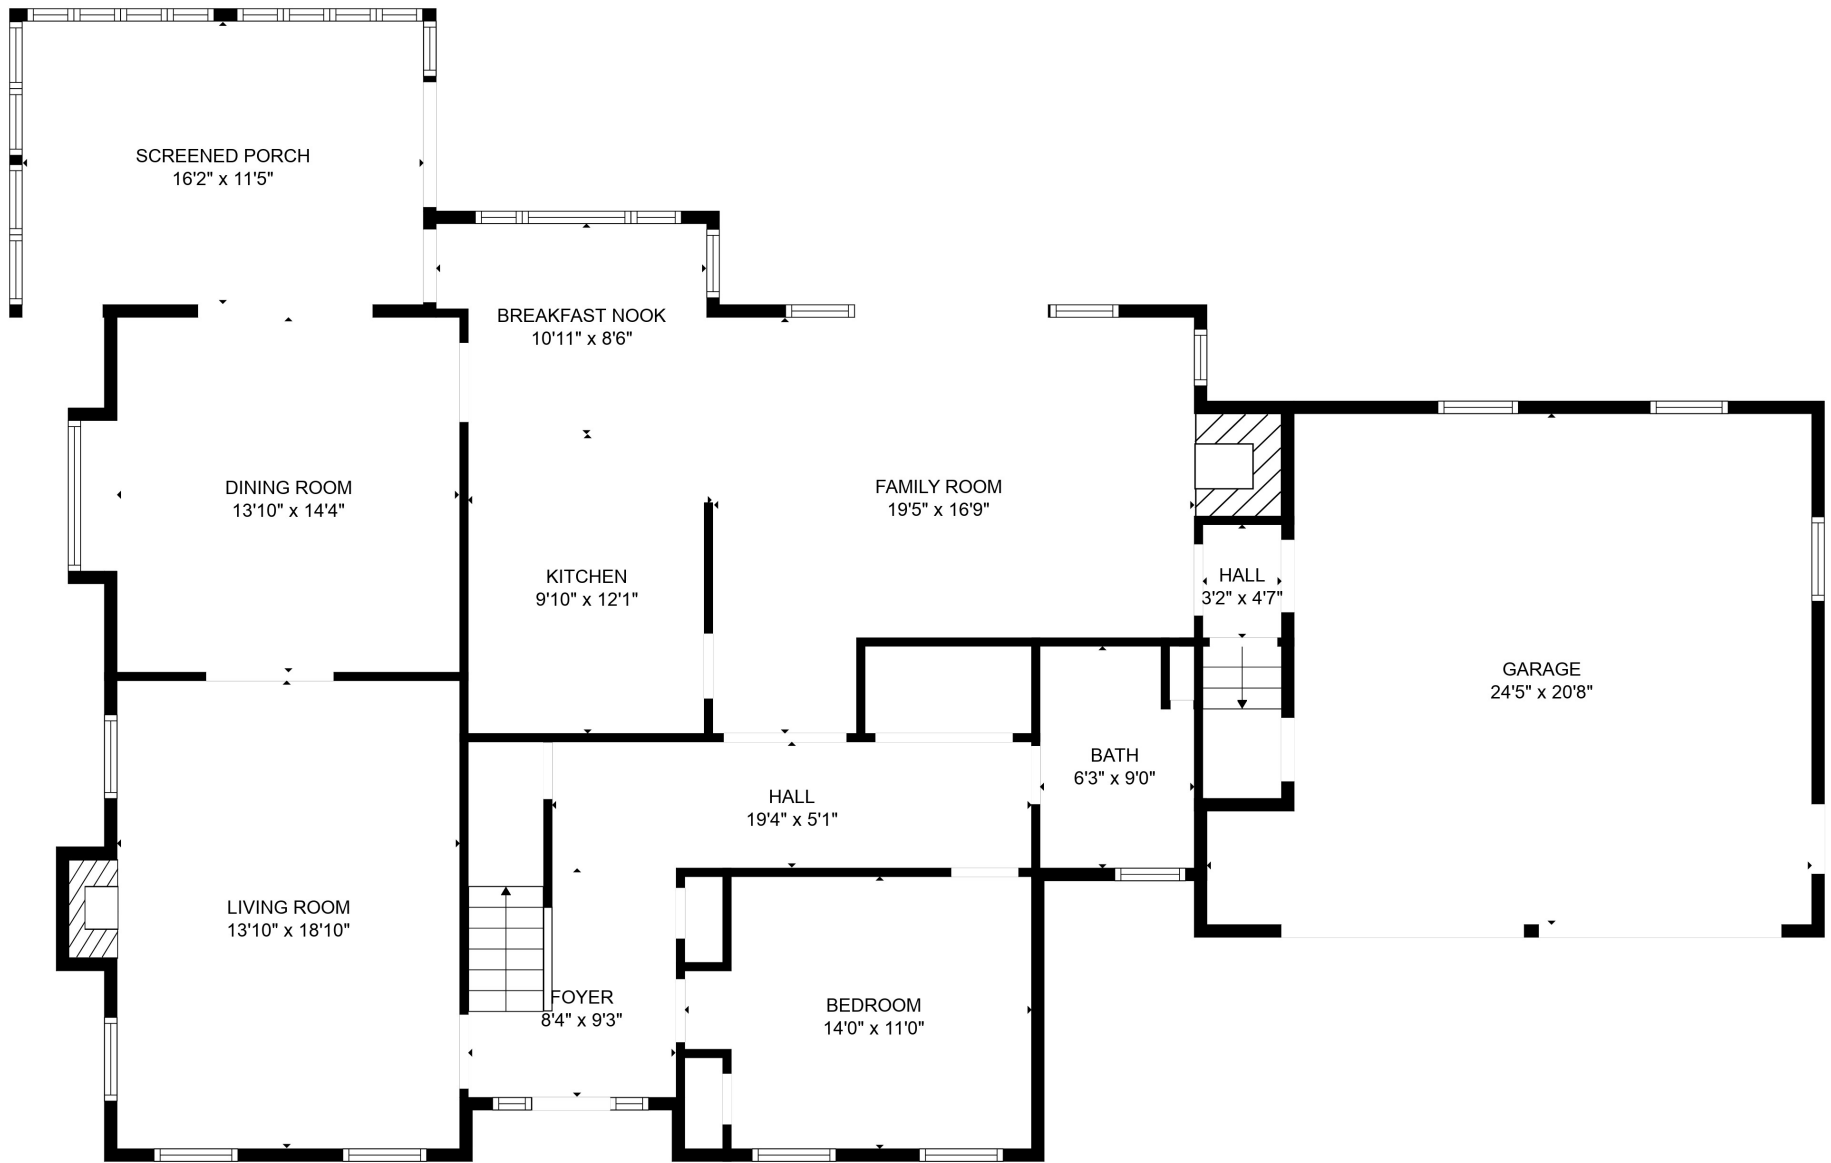 SCREENED PORCH
16'2" x 11'5"
BREAKFAST NOOK
10'11" x 8'6"
DINING ROOM
13'10" x 14'4"
FAMILY ROOM
19'5" x 16'9"
KITCHEN
9'10" x 12'1"
HALL
3'2" x 4'7"
GARAGE
24'5" x 20'8"
BATH
6'3" x 9'0"
HALL
19'4" x 5'1"
LIVING ROOM
13'10" x 18'10"
FOYER
8'4" x 9'3"
BEDROOM
14'0" x 11'0"